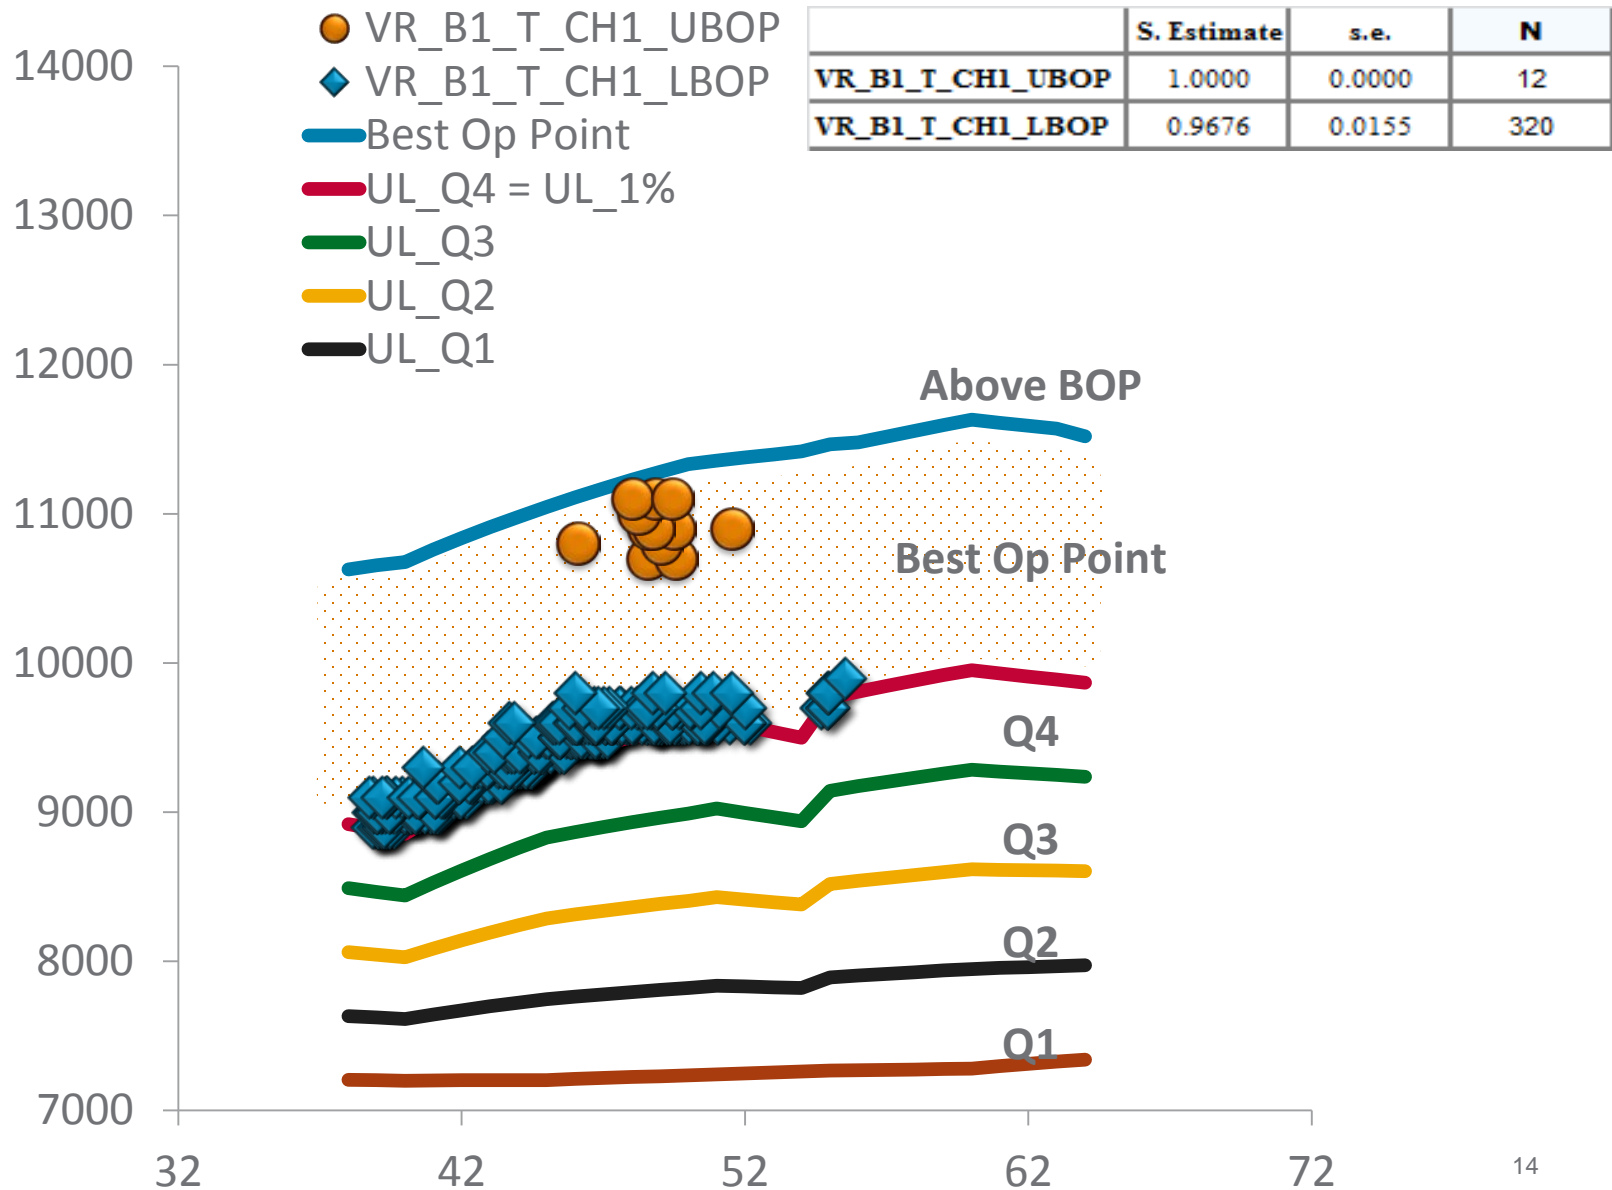 VR_B1_T_CH1_UBOP
VR_B1_T_CH1_LBOP
Best Op Point
UL_Q4 = UL_1%
UL_Q3
UL_Q2
UL_Q1
S. Estimate s.e. N
VR_B1_T_CH1_UBOP 1.0000 0.0000 12
VR_B1_T_CH1_LBOP 0.9676 0.0155 320
14000
13000
12000
11000
10000
9000
8000
7000
Above BOP
Best Op Point
Q4
Q3
Q2
Q1
32 42 52 62 72
14